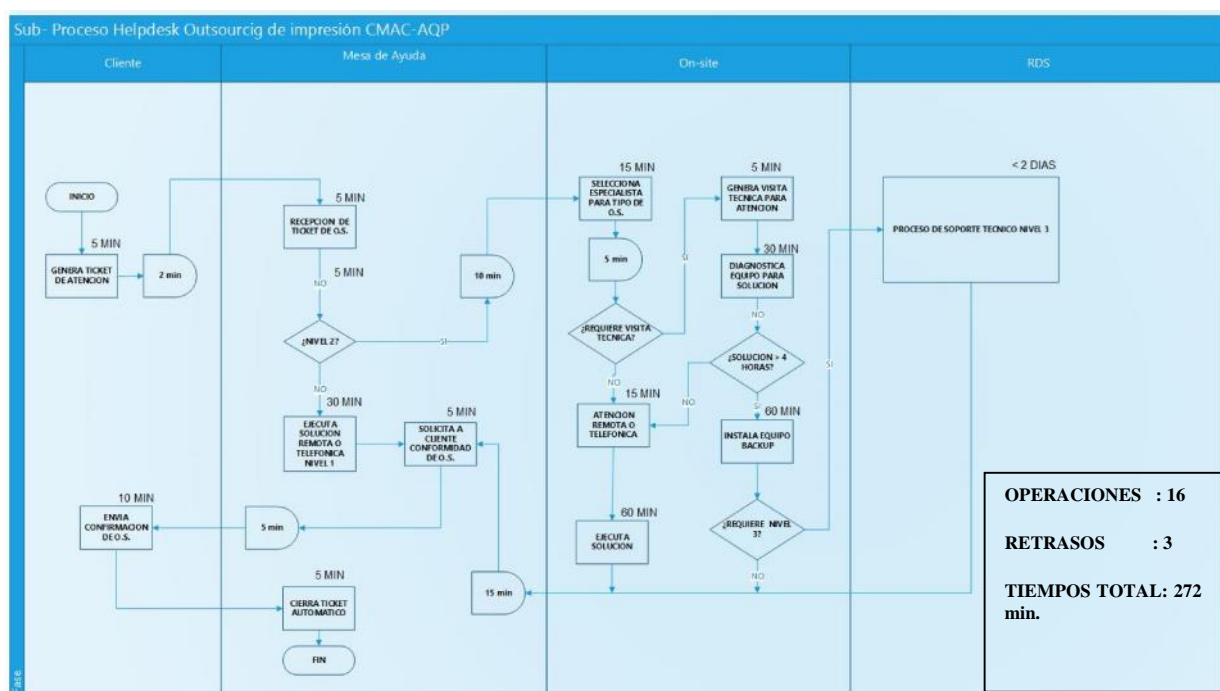 Sub- Proceso Helpdesk Outsourcig de impresión CMAC-AQP
Cliente
Mesa de Ayuda
On-site
RDS
INICIO
5 MIN
GENERA TICKET
DE ATENCION
2 min
5 MIN
RECEPCION DE
TICKET DE O.S.
5 MIN
NO
¿NIVEL 2?
SI
10 min
NO
30 MIN
EJECUTA
SOLUCION
REMOTA O
TELEFONICA
NIVEL 1
5 MIN
SOLICITA A
CLIENTE
CONFORMIDAD
DE O.S.
5 min
10 MIN
ENVIA
CONFIRMACION
DE O.S.
5 MIN
CIERRA TICKET
AUTOMATICO
FIN
15 min
15 MIN
SELECCIONA
ESPECIALISTA
PARA TIPO DE
O.S.
5 min
¿REQUIERE VISITA
TECNICA?
SI
NO
15 MIN
ATENCION
REMOTA O
TELEFONICA
60 MIN
EJECUTA
SOLUCION
5 MIN
GENERA VISITA
TECNICA PARA
ATENCION
30 MIN
DIAGNOSTICA
EQUIPO PARA
SOLUCION
NO
¿SOLUCION > 4
HORAS?
NO
SI
60 MIN
INSTALA EQUIPO
BACKUP
¿REQUIERE NIVEL
3?
SI
NO
< 2 DIAS
PROCESO DE SOPORTE TECNICO NIVEL 3
OPERACIONES : 16
RETRASOS : 3
TIEMPOS TOTAL: 272
min.